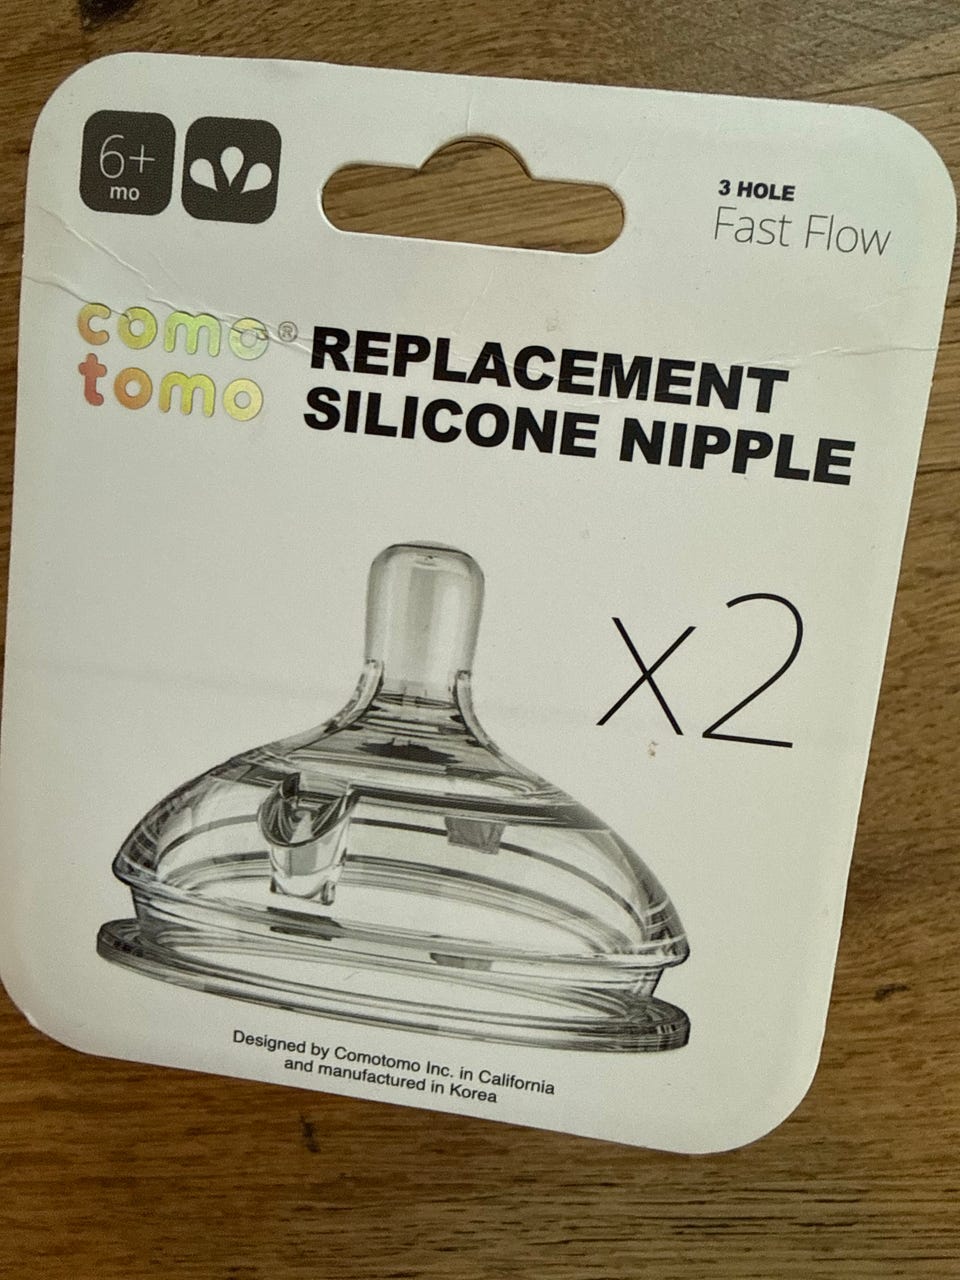 6+
mo
3 HOLE
Fast Flow
como®
tomo
REPLACEMENT
SILICONE NIPPLE
x2
Designed by Comotomo Inc. in California
and manufactured in Korea